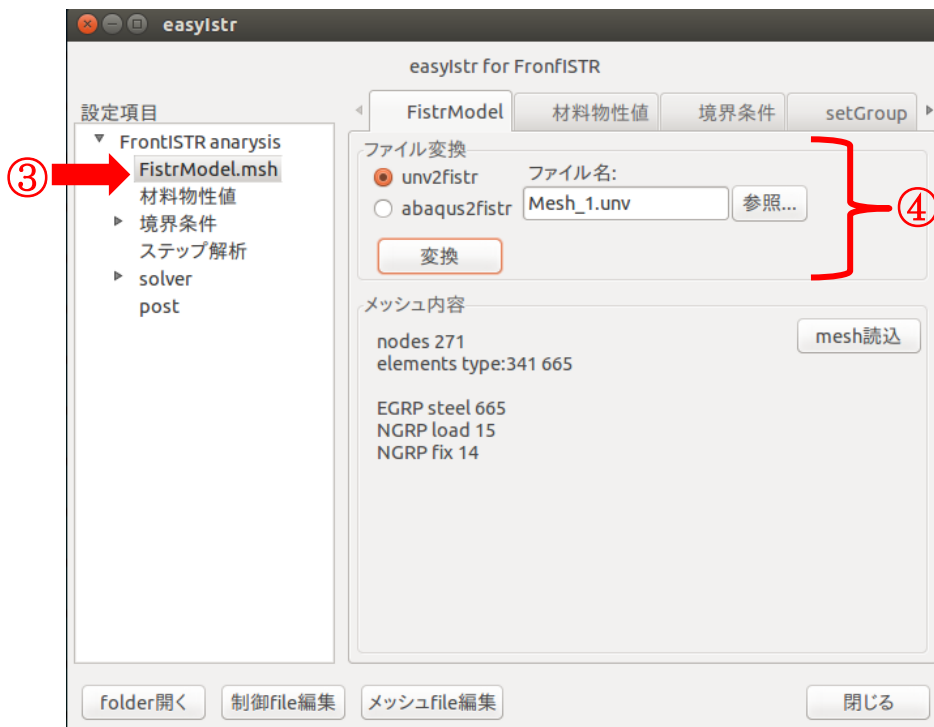 easyIstr
easyIstr for FronfISTR
設定項目
FrontISTR anarysis
③
FistrModel.msh
材料物性値
境界条件
ステップ解析
solver
post
FistrModel
材料物性値
境界条件
setGroup
ファイル変換
unv2fistr
ファイル名:
abaqus2fistr
Mesh_1.unv
参照...
④
変換
メッシュ内容
mesh読込
nodes 271
elements type:341 665
EGRP steel 665
NGRP load 15
NGRP fix 14
folder開く
制御file編集
メッシュfile編集
閉じる